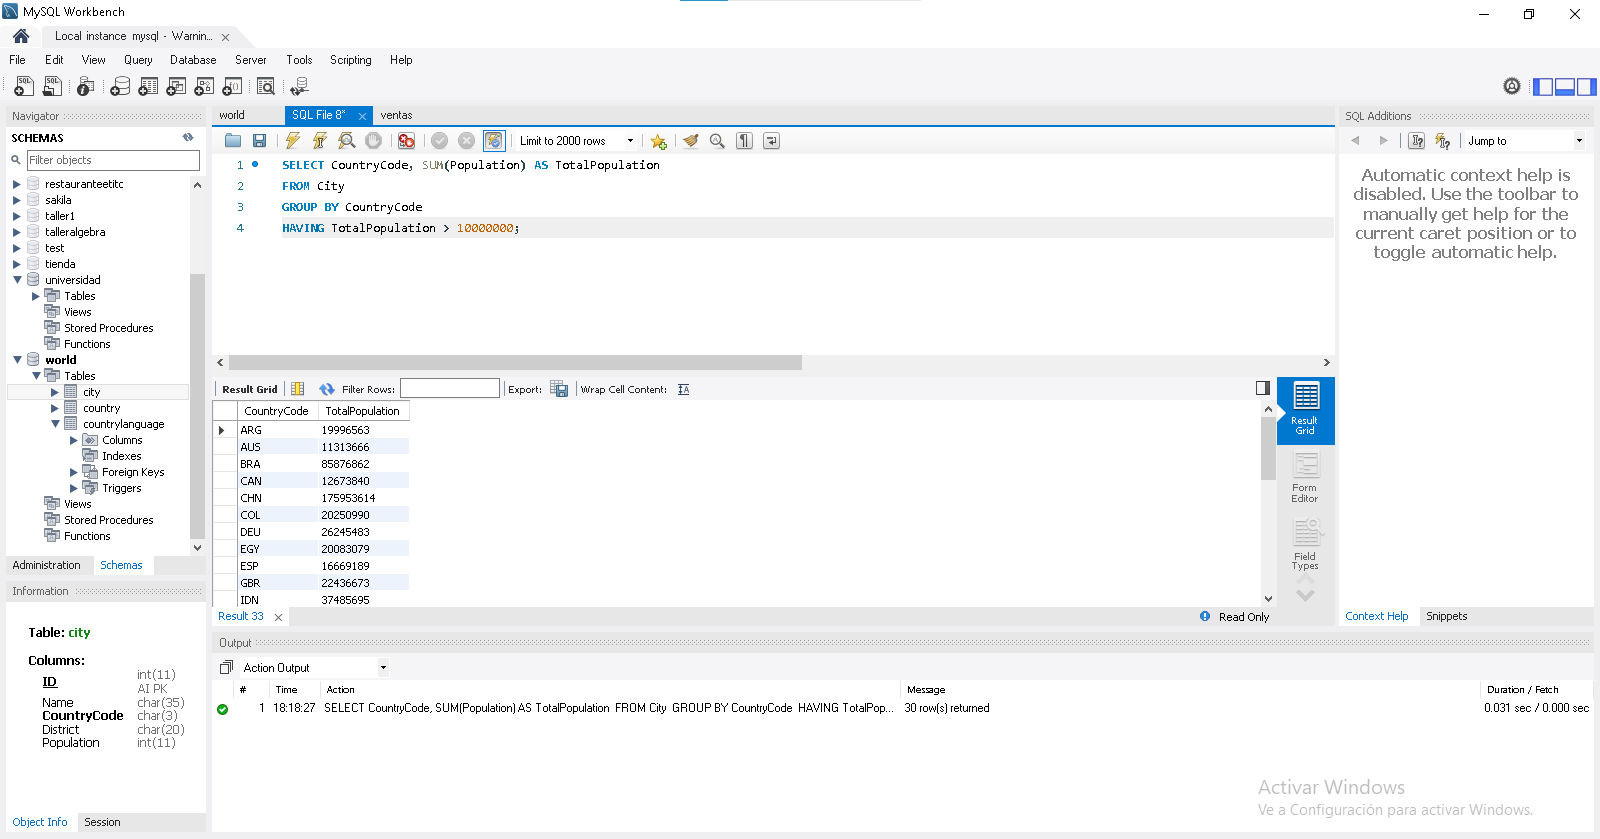 MySQL Workbench
Local instance mysql - Warnin...
File Edit View Query Database Server Tools Scripting Help
Navigator
SCHEMAS
Filter objects
restauranteetitc
sakila
taller1
talleralgebra
test
tienda
universidad
Tables
Views
Stored Procedures
Functions
world
Tables
city
country
countrylanguage
Columns
Indexes
Foreign Keys
Triggers
Views
Stored Procedures
Functions
Administration Schemas
Information
Table: city
Columns:
ID int(11)
AI PK
Name char(35)
CountryCode char(3)
District char(20)
Population int(11)
Object Info Session
world SQL File 8* ventas
Limit to 2000 rows
1 SELECT CountryCode, SUM(Population) AS TotalPopulation
2 FROM City
3 GROUP BY CountryCode
4 HAVING TotalPopulation > 10000000;
Result Grid Filter Rows: Export: Wrap Cell Content:
CountryCode TotalPopulation
ARG 19996563
AUS 11313666
BRA 85876862
CAN 12673840
CHN 175953614
COL 20250990
DEU 26245483
EGY 20083079
ESP 16669189
GBR 22436673
IDN 37485695
Result Grid
Form Editor
Field Types
Result 33
Read Only
Output
Action Output
# Time Action Message Duration / Fetch
1 18:18:27 SELECT CountryCode, SUM(Population) AS TotalPopulation FROM City GROUP BY CountryCode HAVING TotalPop... 30 row(s) returned 0.031 sec / 0.000 sec
SQL Additions
Jump to
Automatic context help is
disabled. Use the toolbar to
manually get help for the
current caret position or to
toggle automatic help.
Context Help Snippets
Activar Windows
Ve a Configuración para activar Windows.